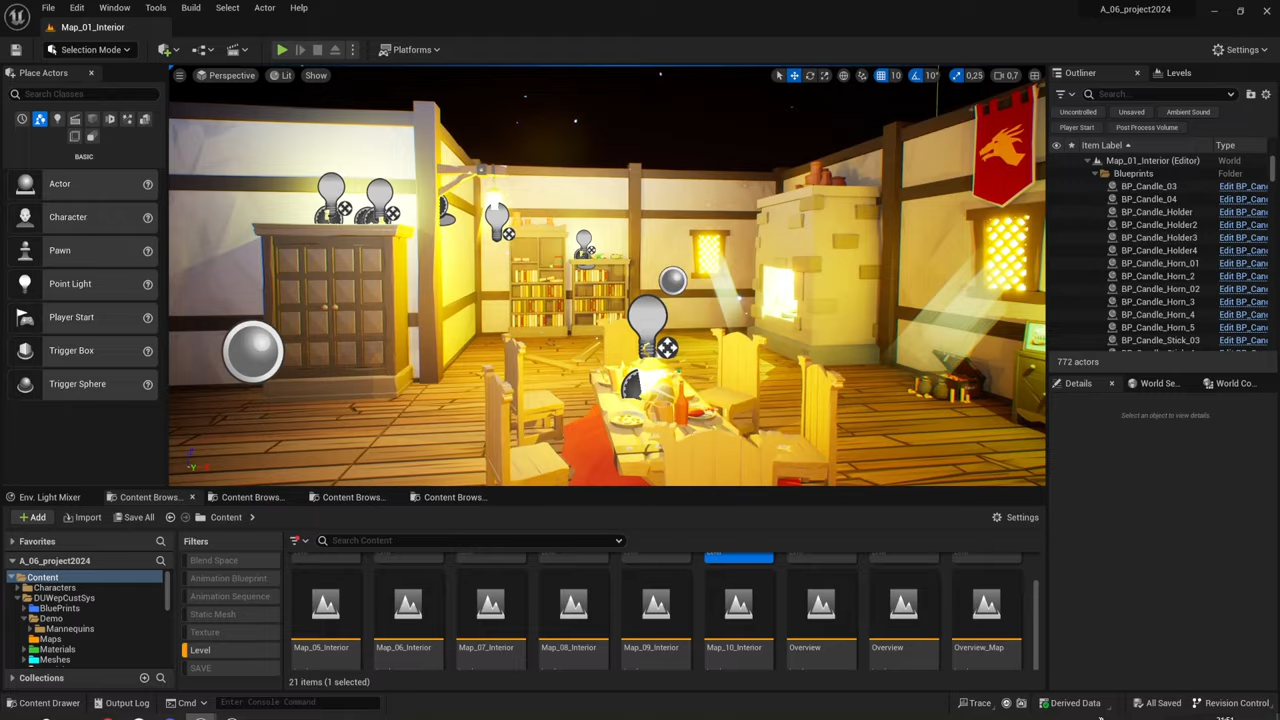 File Edit Window Tools Build Select Actor Help
A_06_project2024
Map_01_Interior
Selection Mode
Platforms
Settings
Place Actors
Search Classes
BASIC
Actor
Character
Pawn
Point Light
Player Start
Trigger Box
Trigger Sphere
Perspective Lit Show
10 10° 0,25 0,7
Outliner Levels
Search...
Uncontrolled Unsaved Ambient Sound
Player Start Post Process Volume
Item Label Type
Map_01_Interior (Editor) World
Blueprints Folder
BP_Candle_03 Edit BP_Can
BP_Candle_04 Edit BP_Can
BP_Candle_Holder Edit BP_Can
BP_Candle_Holder2 Edit BP_Can
BP_Candle_Holder3 Edit BP_Can
BP_Candle_Holder4 Edit BP_Can
BP_Candle_Horn_01 Edit BP_Can
BP_Candle_Horn_2 Edit BP_Can
BP_Candle_Horn_02 Edit BP_Can
BP_Candle_Horn_3 Edit BP_Can
BP_Candle_Horn_4 Edit BP_Can
BP_Candle_Horn_5 Edit BP_Can
BP_Candle_Stick_03 Edit BP_Can
772 actors
Details World Se... World Co...
Select an object to view details.
Env. Light Mixer Content Brows... Content Brows... Content Brows... Content Brows...
Add Import Save All Content Settings
Favorites
A_06_project2024
Content
Characters
DUWepCustSys
BluePrints
Demo
Mannequins
Maps
Materials
Meshes
Collections
Filters
Blend Space
Animation Blueprint
Animation Sequence
Static Mesh
Texture
Level
SAVE
Search Content
Map_05_Interior Map_06_Interior Map_07_Interior Map_08_Interior Map_09_Interior Map_10_Interior Overview Overview Overview_Map
21 items (1 selected)
Content Drawer Output Log Cmd Enter Console Command Trace Derived Data All Saved Revision Control